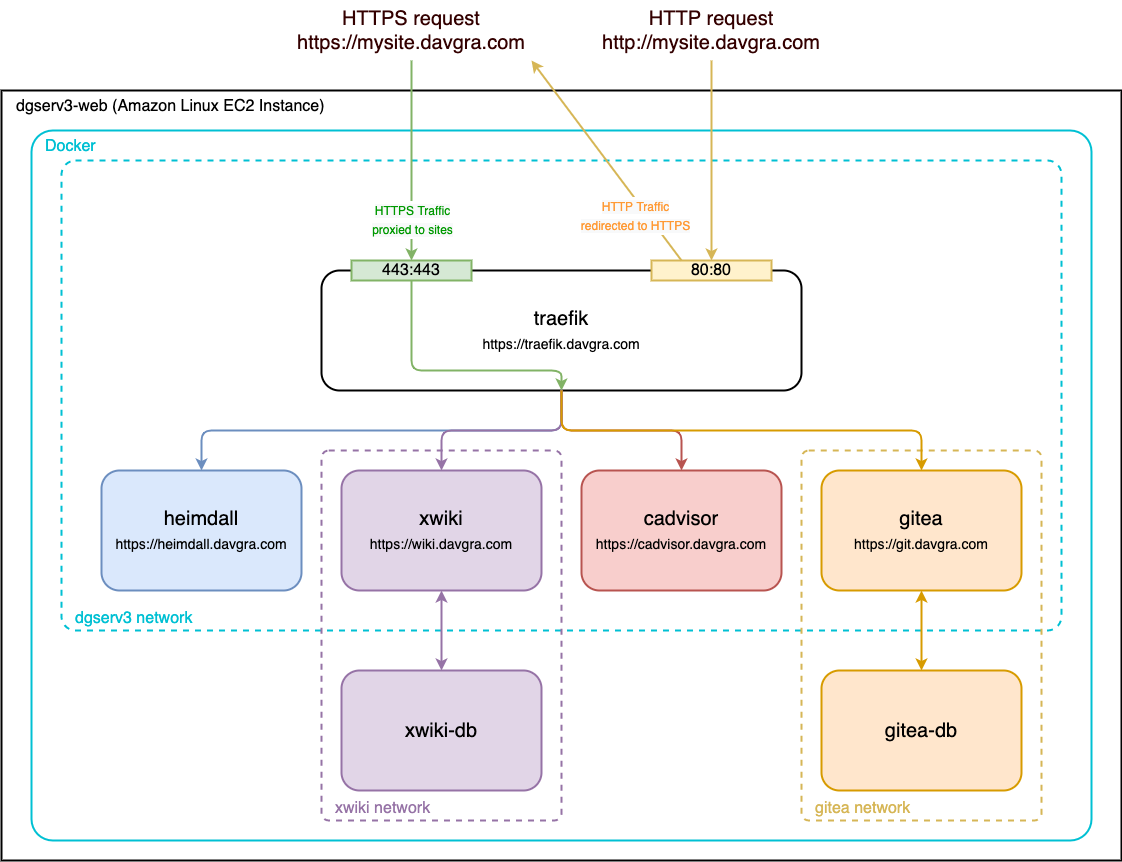 HTTPS request
https://mysite.davgra.com
HTTP request
http://mysite.davgra.com
dgserv3-web (Amazon Linux EC2 Instance)
Docker
HTTPS Traffic
proxied to sites
HTTP Traffic
redirected to HTTPS
443:443
80:80
traefik
https://traefik.davgra.com
heimdall
https://heimdall.davgra.com
xwiki
https://wiki.davgra.com
cadvisor
https://cadvisor.davgra.com
gitea
https://git.davgra.com
dgserv3 network
xwiki-db
gitea-db
xwiki network
gitea network